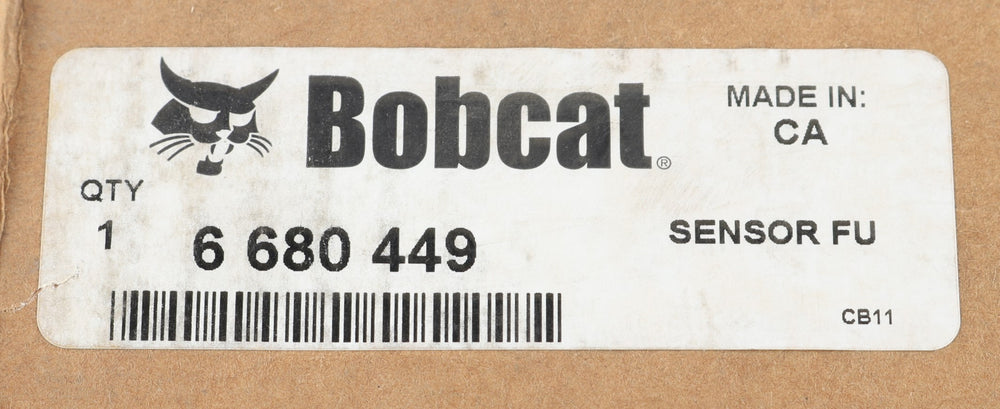 Bobcat®
MADE IN:
CA
QTY
1
6 680 449
SENSOR FU
CB11